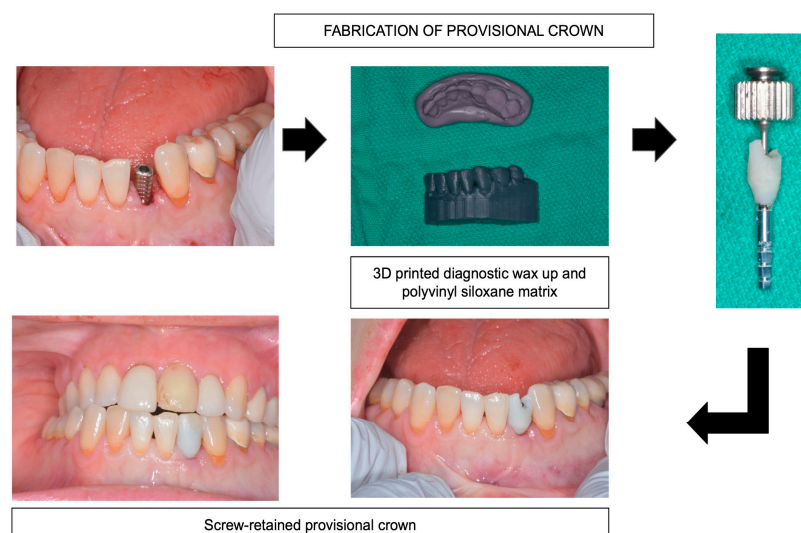 FABRICATION OF PROVISIONAL CROWN
3D printed diagnostic wax up and
polyvinyl siloxane matrix
Screw-retained provisional crown